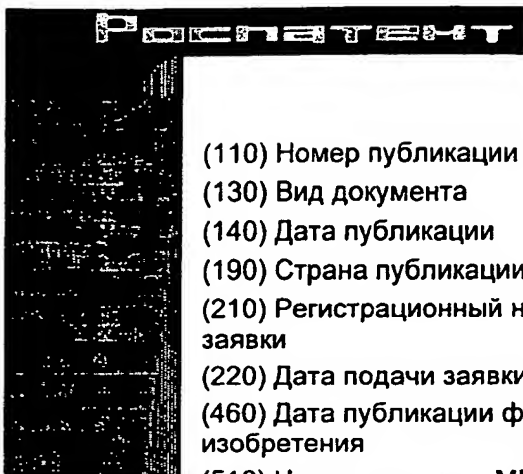 Роспатент
(110) Номер публикации
(130) Вид документа
(140) Дата публикации
(190) Страна публикации
(210) Регистрационный н
заявки
(220) Дата подачи заявки
(460) Дата публикации ф
изобретения